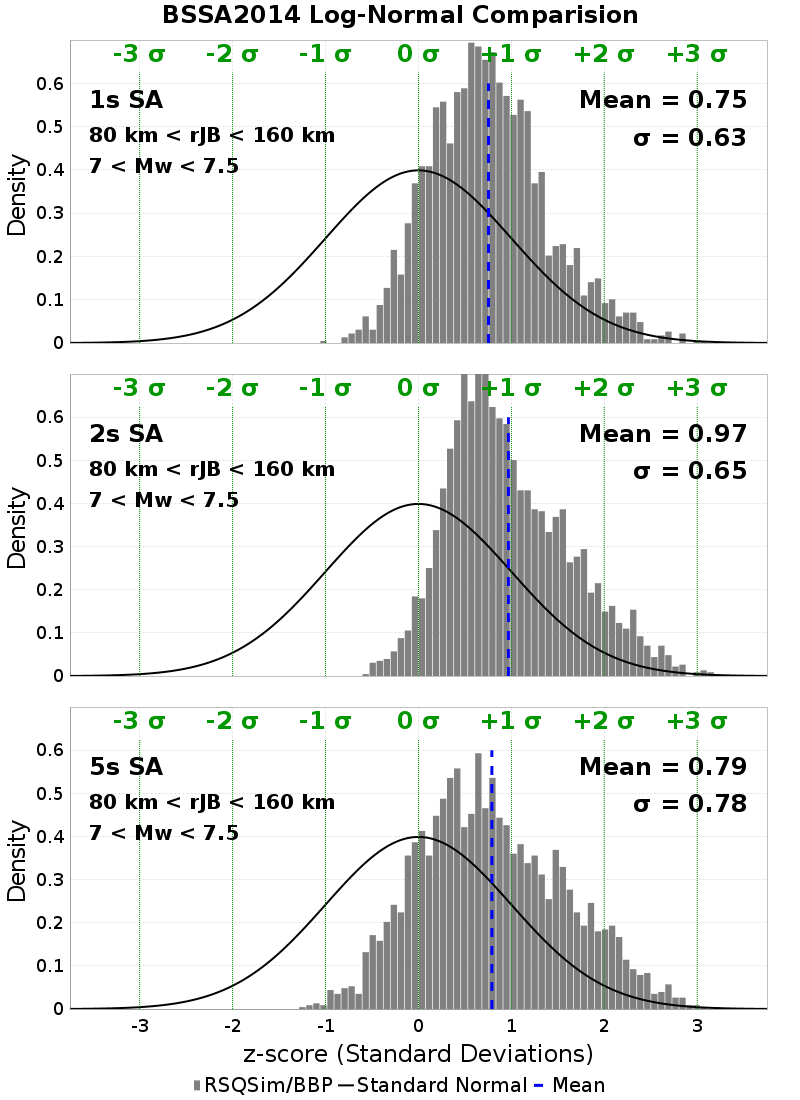 BSSA2014 Log-Normal Comparision
-3 σ -2 σ -1 σ 0 σ +1 σ +2 σ +3 σ
1s SA
80 km < rJB < 160 km
7 < Mw < 7.5
Mean = 0.75
σ = 0.63
Density
0.6
0.5
0.4
0.3
0.2
0.1
0
-3 σ -2 σ -1 σ 0 σ +1 σ +2 σ +3 σ
2s SA
80 km < rJB < 160 km
7 < Mw < 7.5
Mean = 0.97
σ = 0.65
Density
0.6
0.5
0.4
0.3
0.2
0.1
0
-3 σ -2 σ -1 σ 0 σ +1 σ +2 σ +3 σ
5s SA
80 km < rJB < 160 km
7 < Mw < 7.5
Mean = 0.79
σ = 0.78
Density
0.6
0.5
0.4
0.3
0.2
0.1
0
-3 -2 -1 0 1 2 3
z-score (Standard Deviations)
RSQSim/BBP Standard Normal Mean